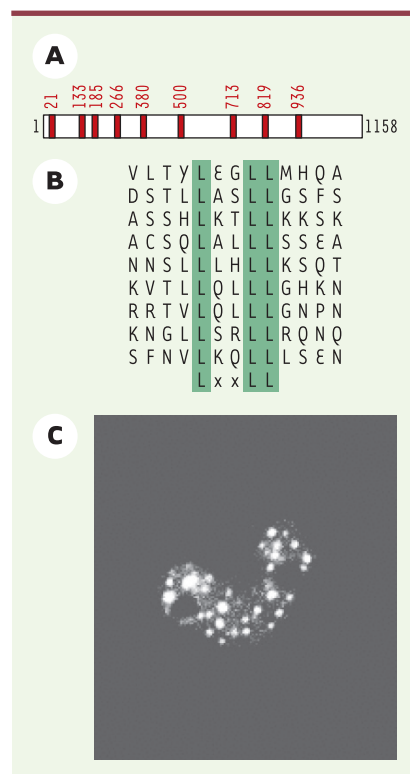 A
21 133 185 266 380 500 713 819 936
1 1158
B
V L T Y L E G L L M H Q A
D S T L L A S L L G S F S
A S S H L K T L L K K S K
A C S Q L A L L L S S E A
N N S L L L H L L K S Q T
K V T L L Q L L L G H K N
R R T V L Q L L L G N P N
K N G L L S R L L R Q N Q
S F N V L K Q L L L S E N
L x x L L
C